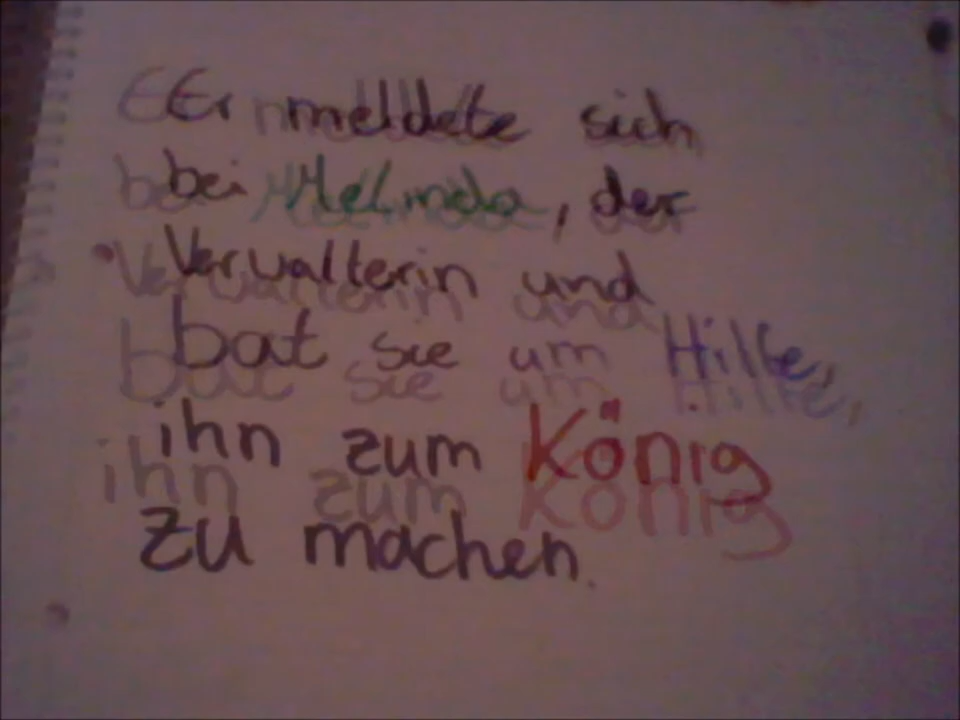 Er meldete sich
bei Melinda, der
Verwalterin und
bat sie um Hilfe,
ihn zum König
zu machen.